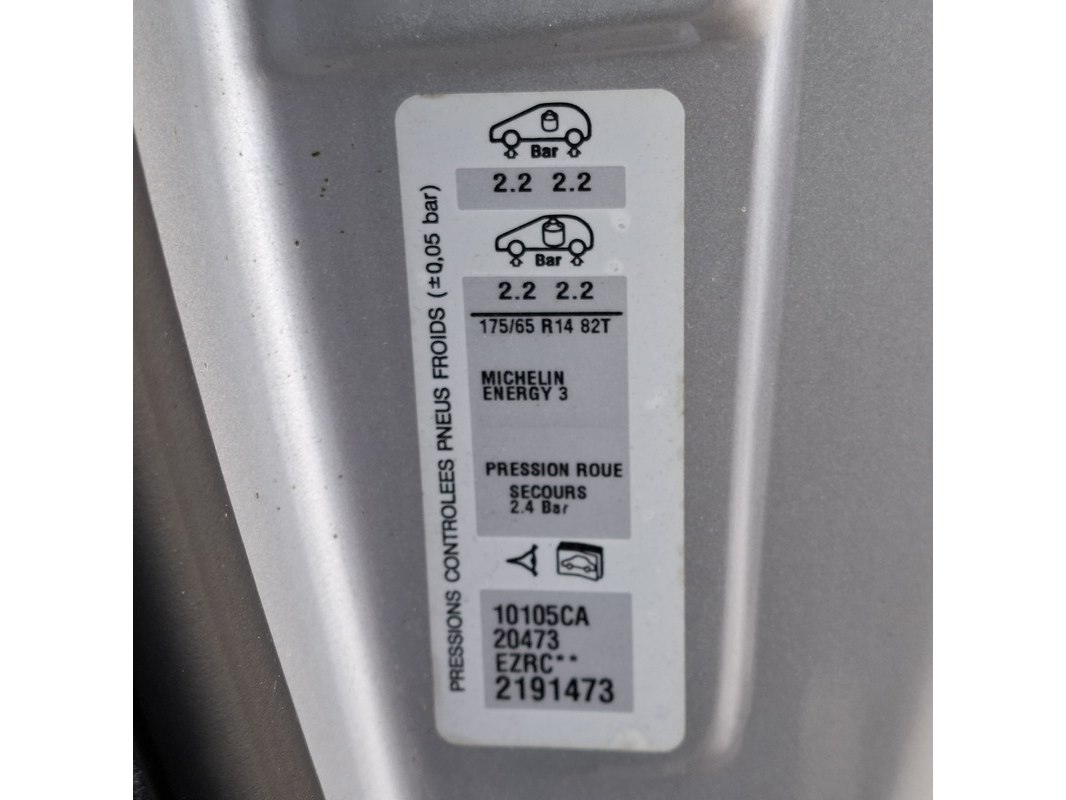 Bar
2.2 2.2
Bar
2.2 2.2
175/65 R14 82T
MICHELIN
ENERGY 3
PRESSION ROUE
SECOURS
2.4 Bar
10105CA
20473
EZRC**
2191473
PRESSIONS CONTROLEES PNEUS FROIDS (±0,05 bar)